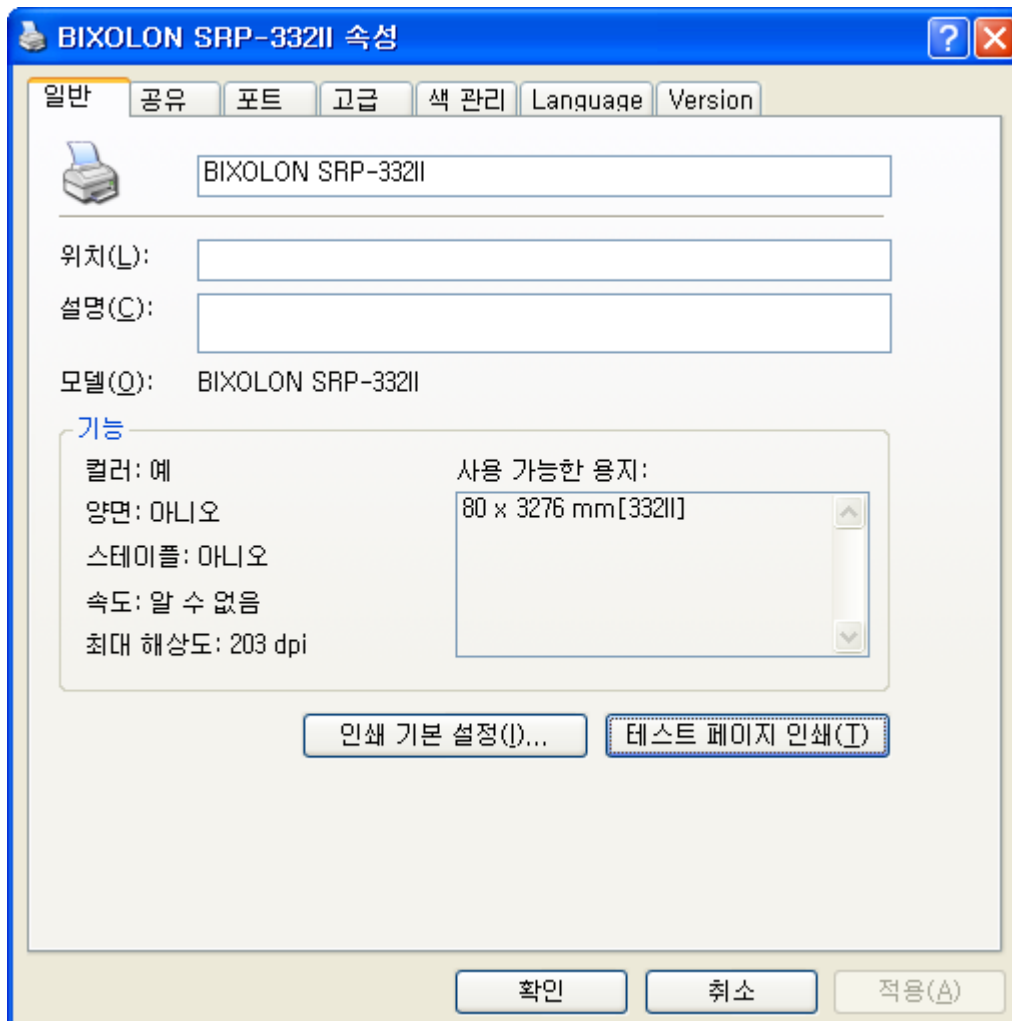 BIXOLON SRP-332II 속성
일반 공유 포트 고급 색 관리 Language Version
BIXOLON SRP-332II
위치(L):
설명(C):
모델(O): BIXOLON SRP-332II
기능
컬러: 예 사용 가능한 용지:
양면: 아니오 80 x 3276 mm[332II]
스테이플: 아니오
속도: 알 수 없음
최대 해상도: 203 dpi
인쇄 기본 설정(I)... 테스트 페이지 인쇄(T)
확인 취소 적용(A)